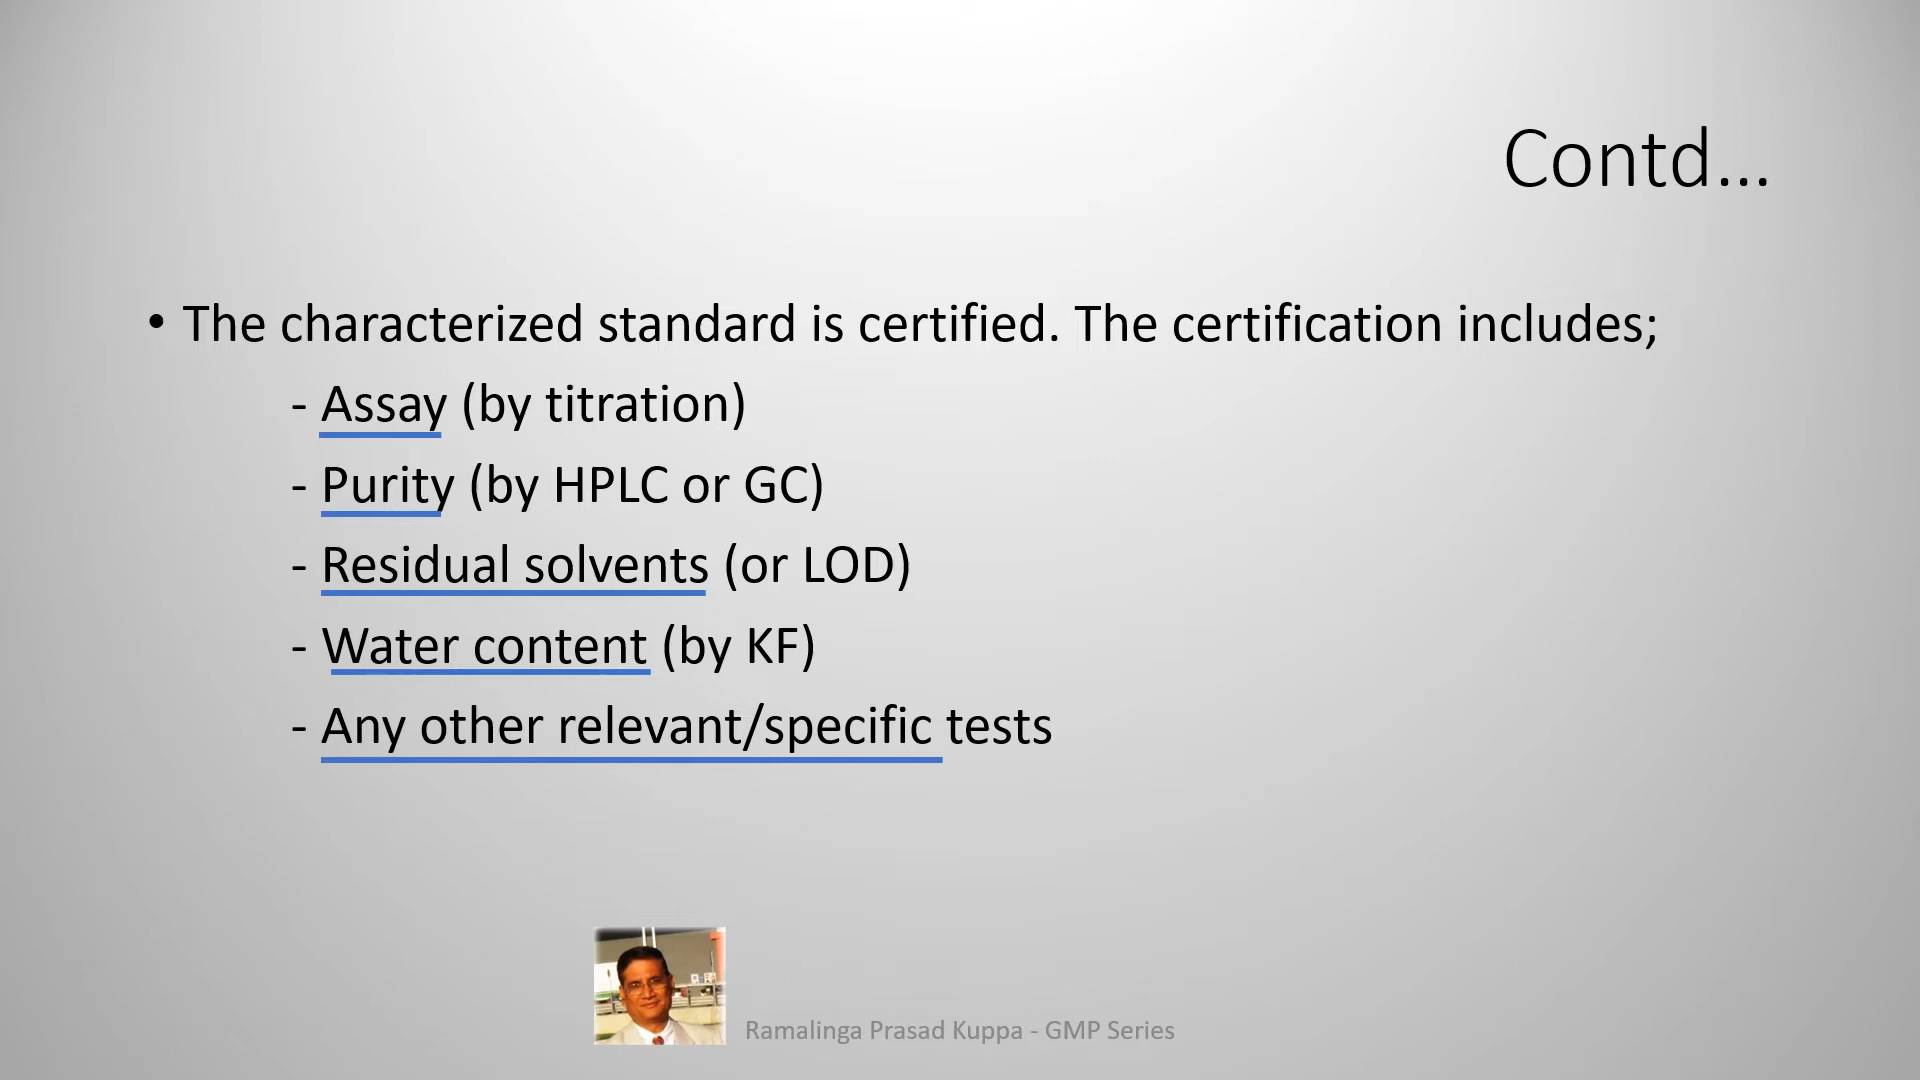 Contd...
• The characterized standard is certified. The certification includes;
- Assay (by titration)
- Purity (by HPLC or GC)
- Residual solvents (or LOD)
- Water content (by KF)
- Any other relevant/specific tests
Ramalinga Prasad Kuppa - GMP Series